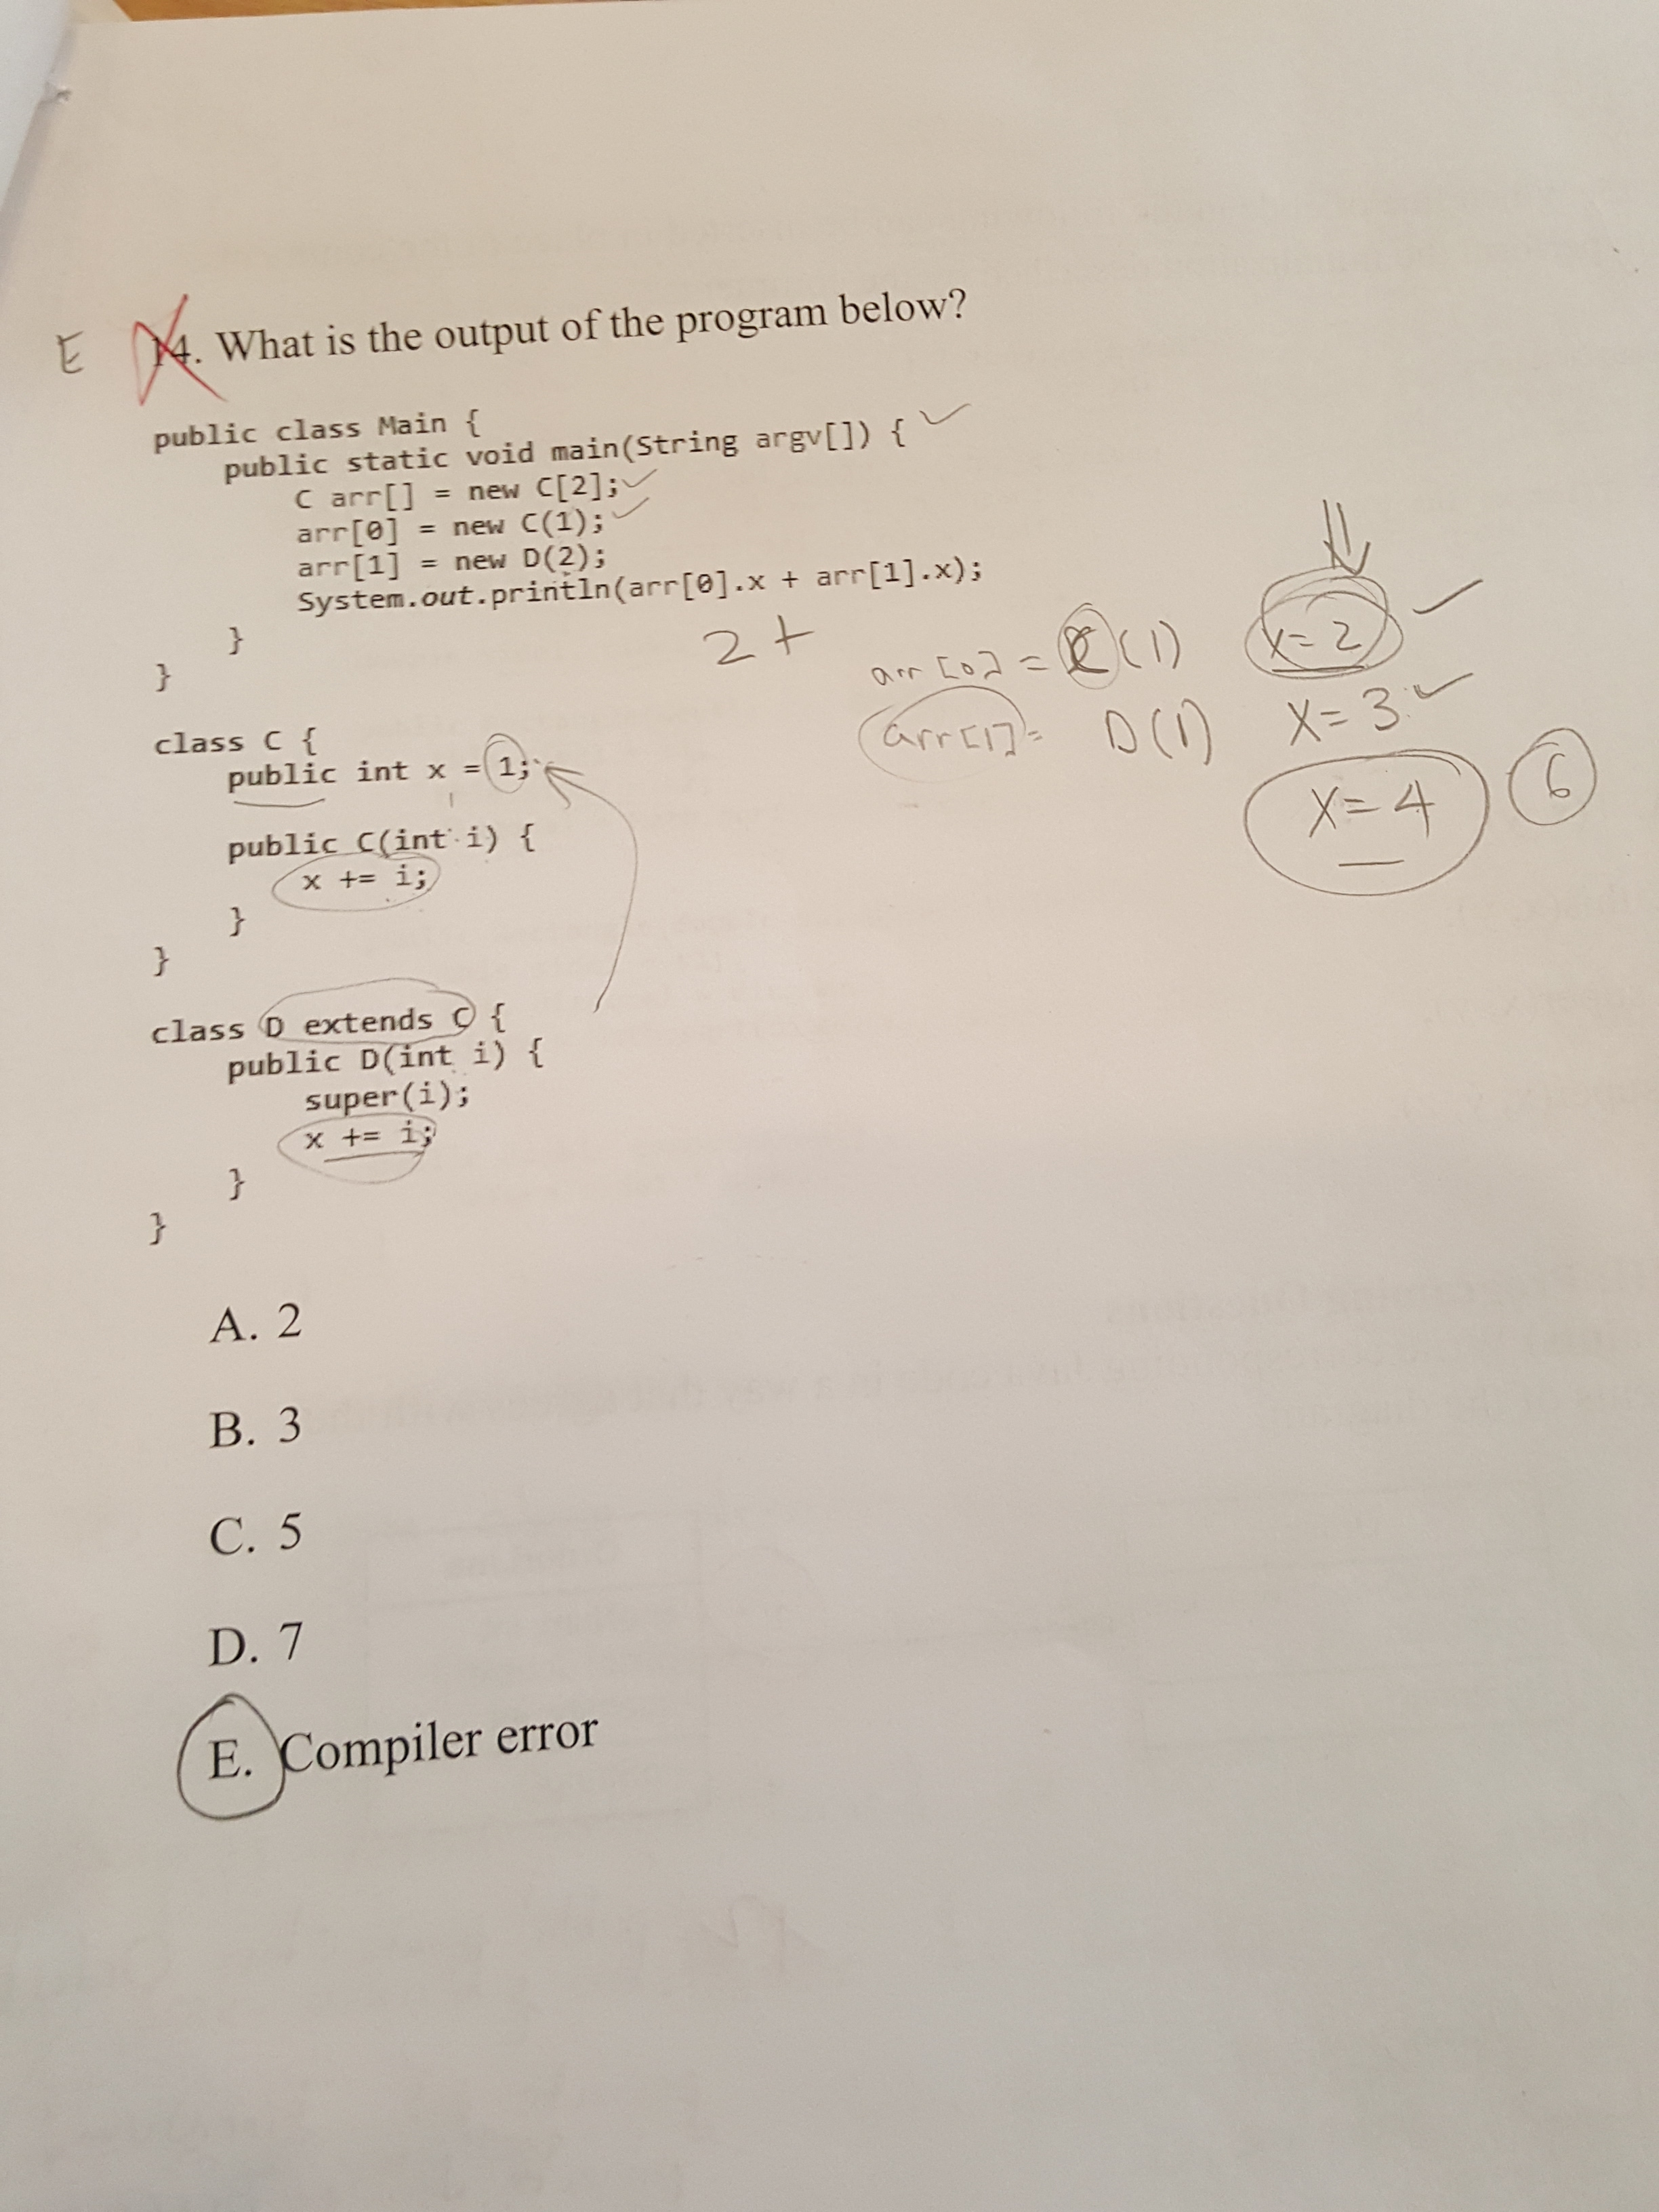 E 14. What is the output of the program below?
public class Main {
public static void main(String argv[]) {
C arr[] = new C[2];
arr[0] = new C(1);
arr[1] = new D(2);
System.out.println(arr[0].x + arr[1].x);
}
}
2 +
arr[0] = C(1) x=2
arr[1]= D(1) x=3
x=4 6
class C {
public int x = 1;
public C(int i) {
x += i;
}
}
class D extends C {
public D(int i) {
super(i);
x += i;
}
}
A. 2
B. 3
C. 5
D. 7
E. Compiler error